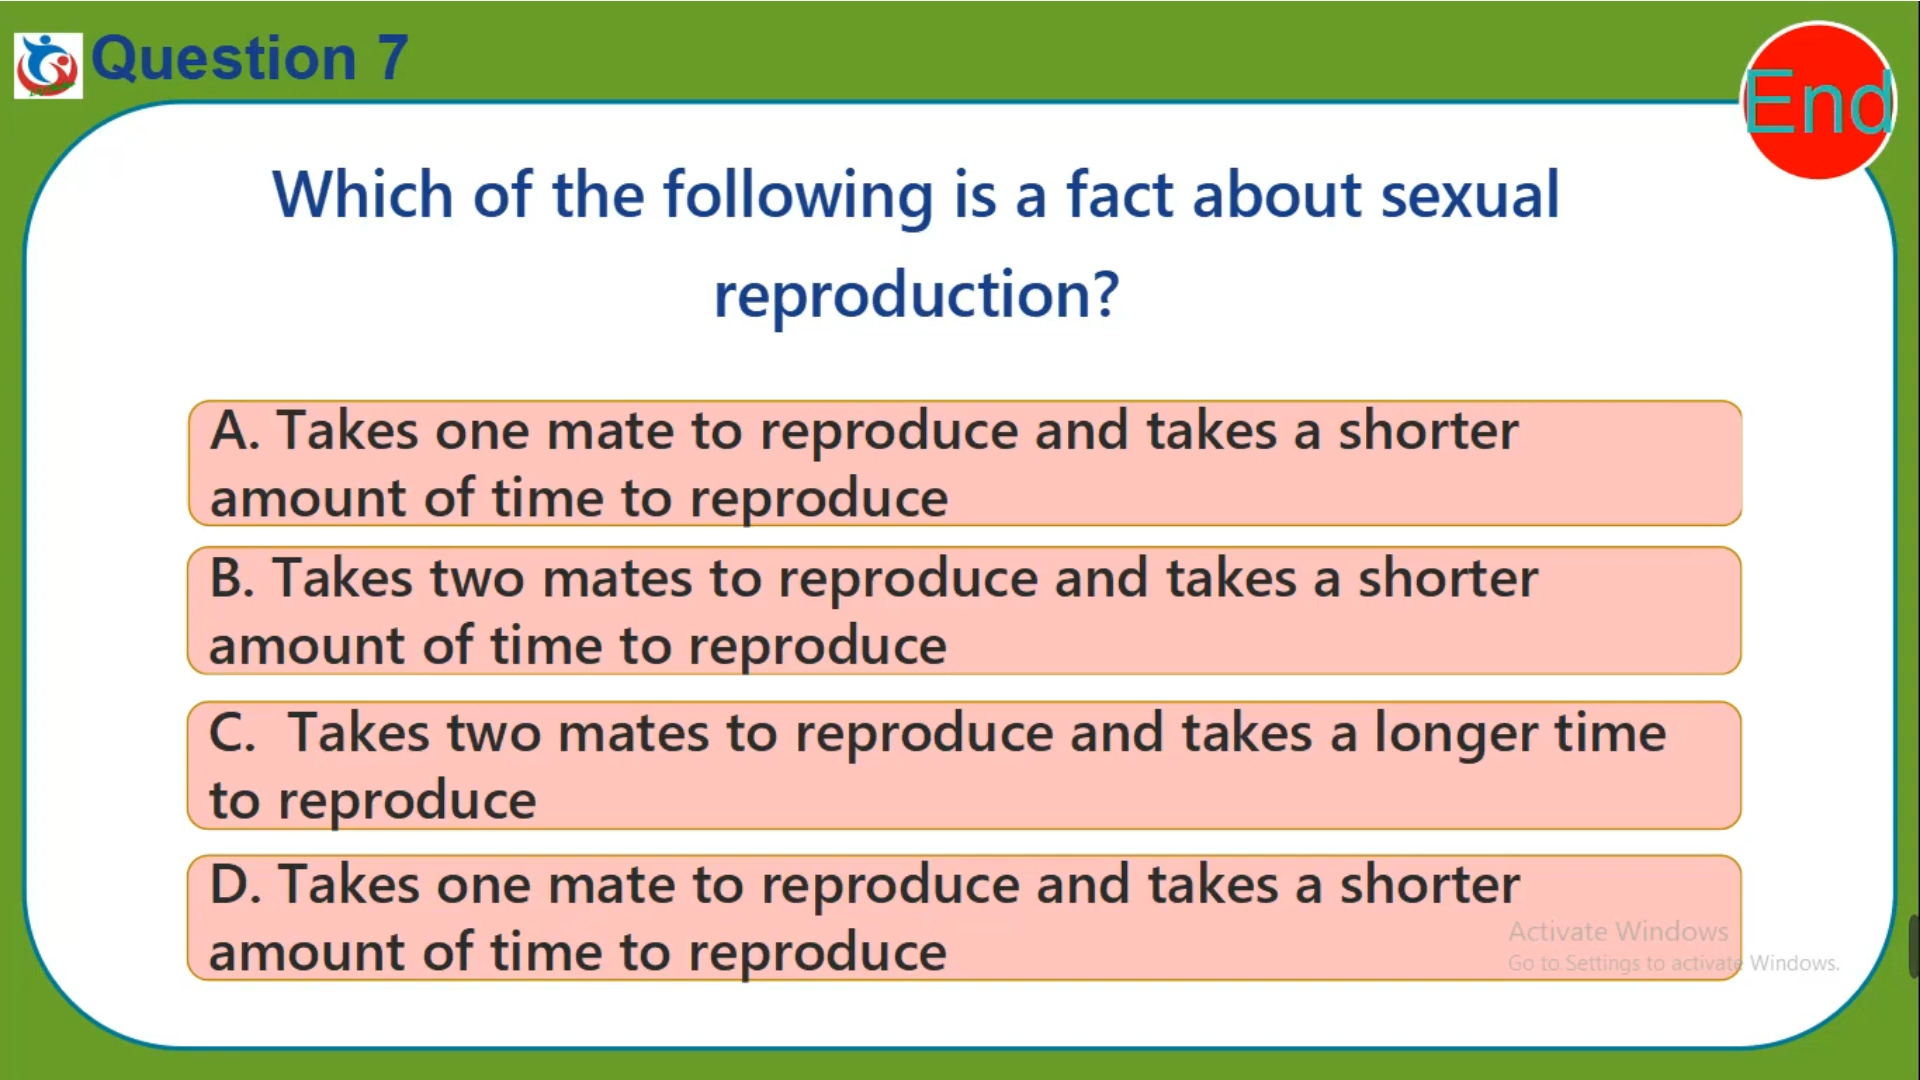 Question 7
End
Which of the following is a fact about sexual
reproduction?
A. Takes one mate to reproduce and takes a shorter
amount of time to reproduce
B. Takes two mates to reproduce and takes a shorter
amount of time to reproduce
C. Takes two mates to reproduce and takes a longer time
to reproduce
D. Takes one mate to reproduce and takes a shorter
amount of time to reproduce
Activate Windows
Go to Settings to activate Windows.